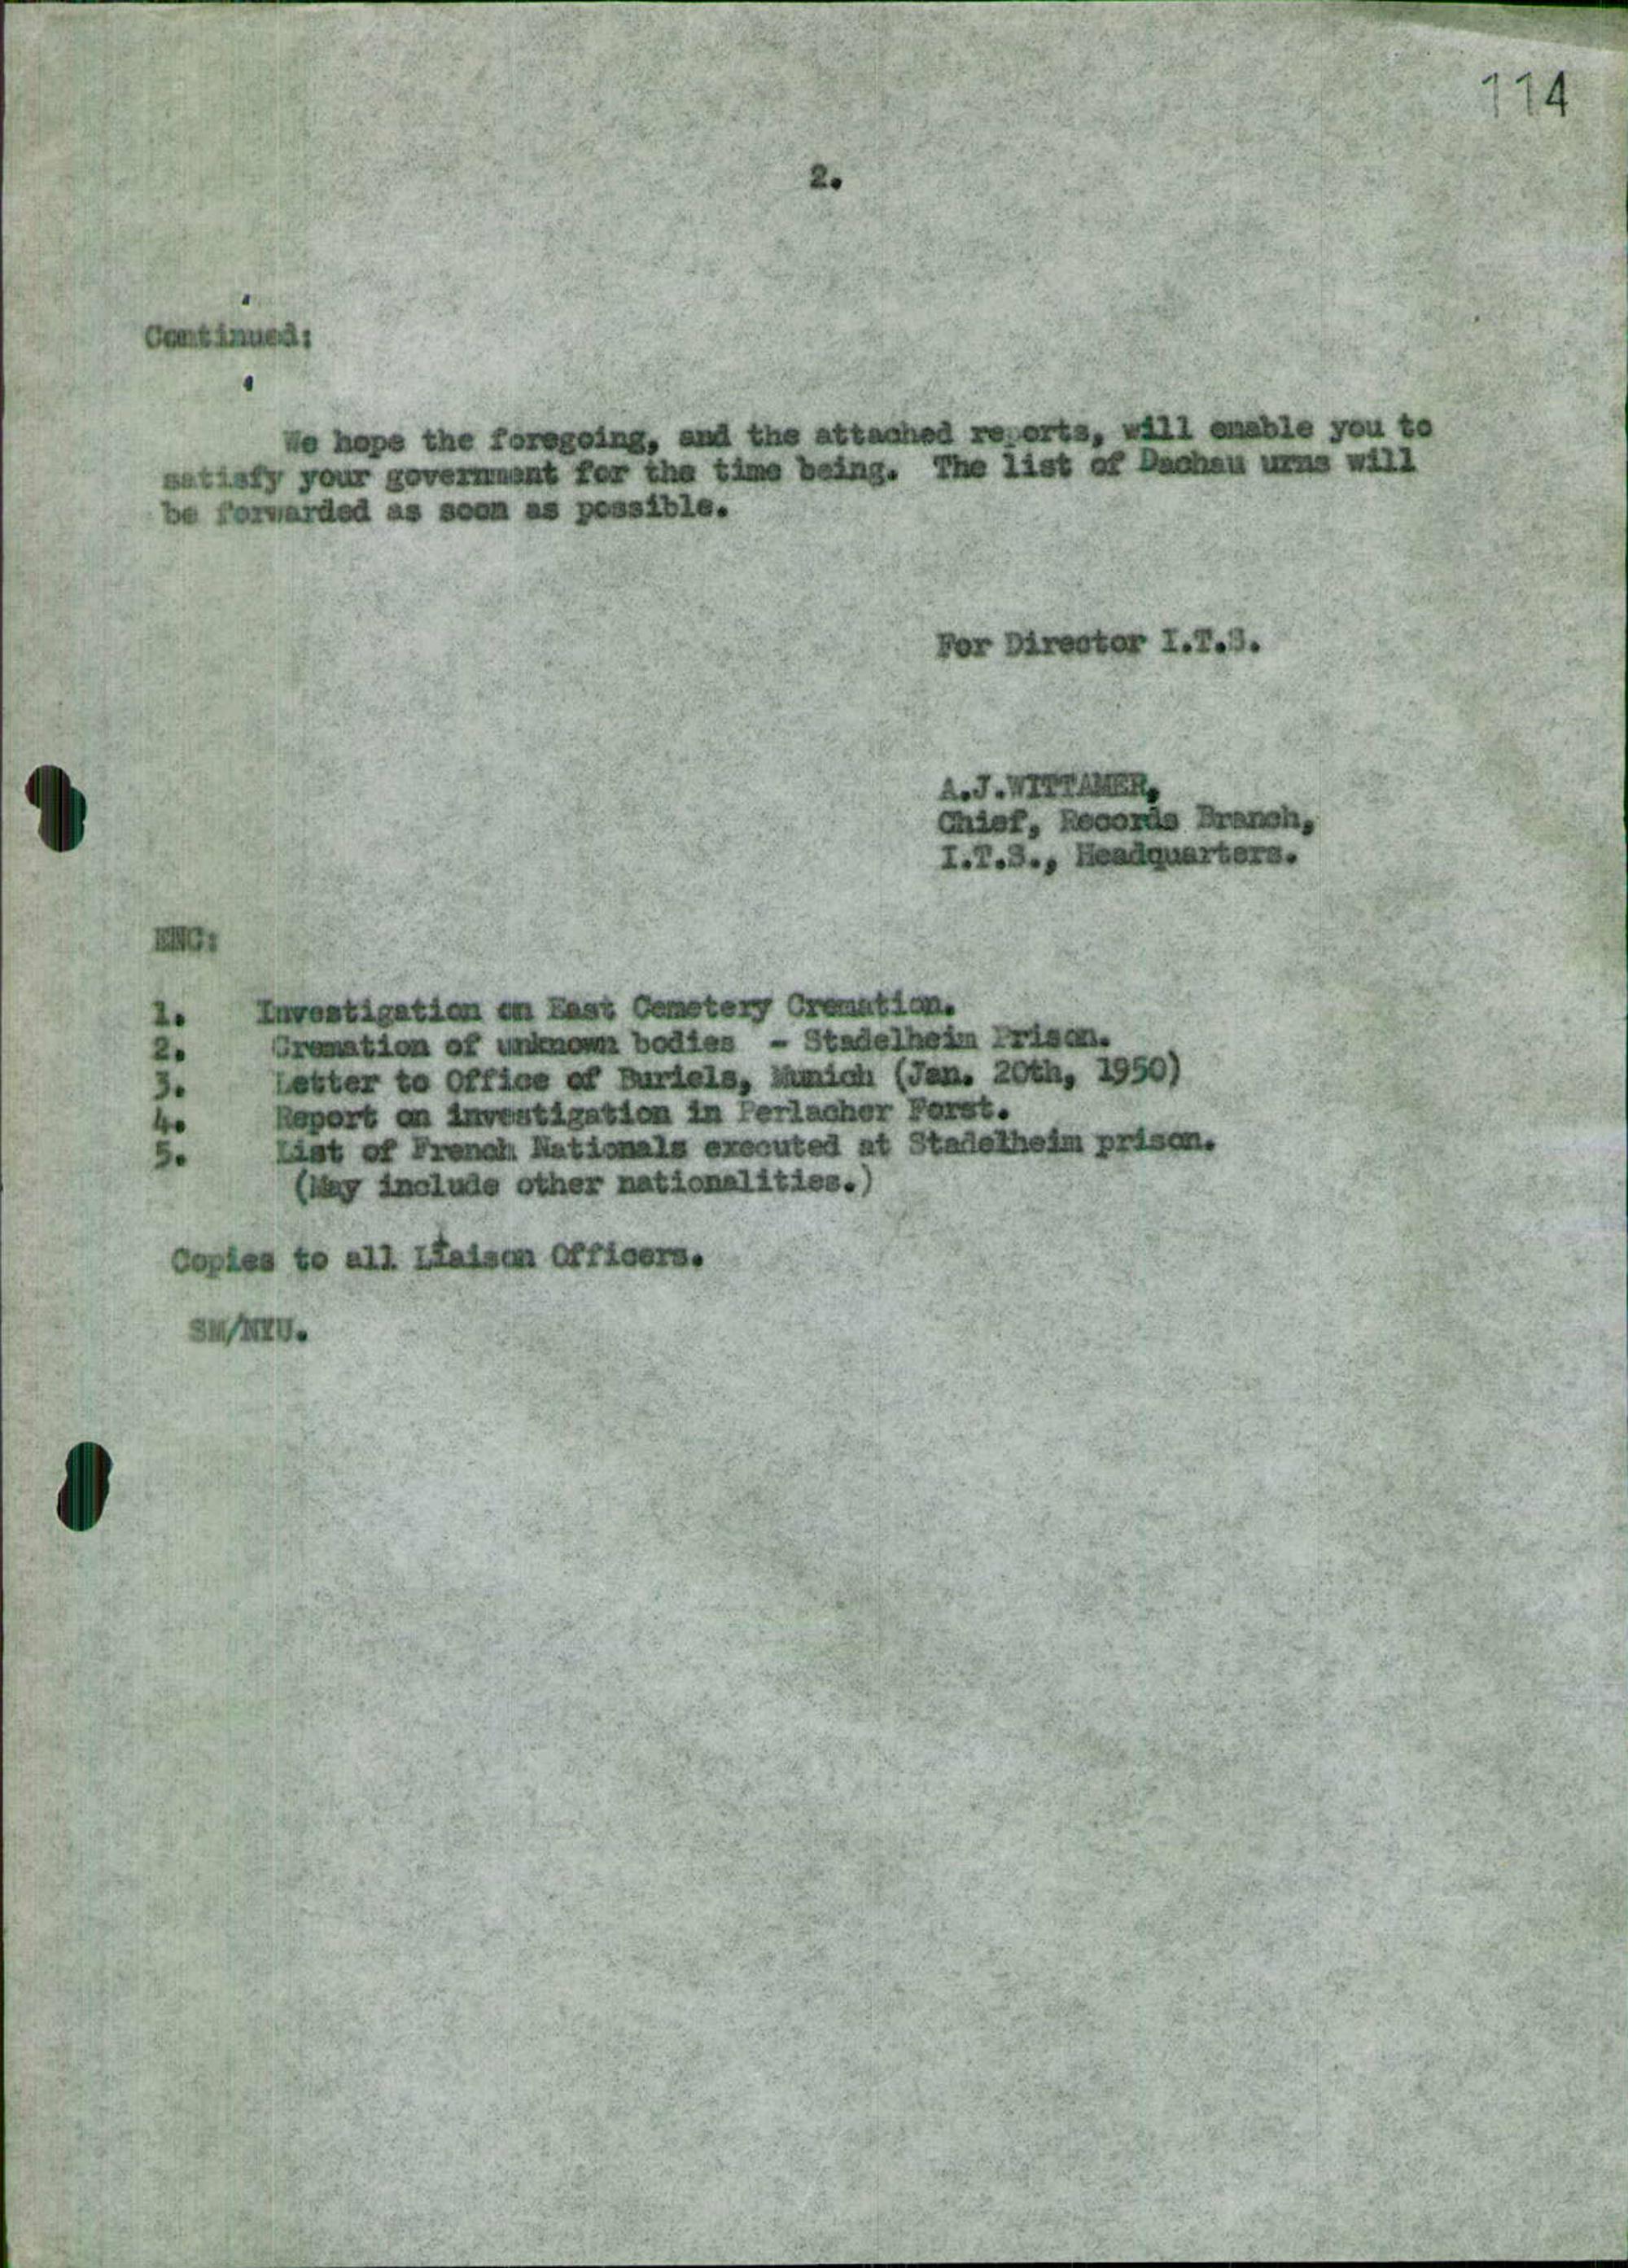 114
2.
Continued:
We hope the foregoing, and the attached reports, will enable you to
satisfy your government for the time being. The list of Dachau urns will
be forwarded as soon as possible.
For Director I.T.S.
A.J.WITTAMER,
Chief, Records Branch,
I.T.S., Headquarters.
ENC:
1. Investigation on East Cemetery Cremation.
2. Cremation of unknown bodies - Stadelheim Prison.
3. Letter to Office of Buriels, Munich (Jan. 20th, 1950)
4. Report on investigation in Perlacher Forst.
5. List of French Nationals executed at Stadelheim prison.
(May include other nationalities.)
Copies to all Liaison Officers.
SM/NYU.